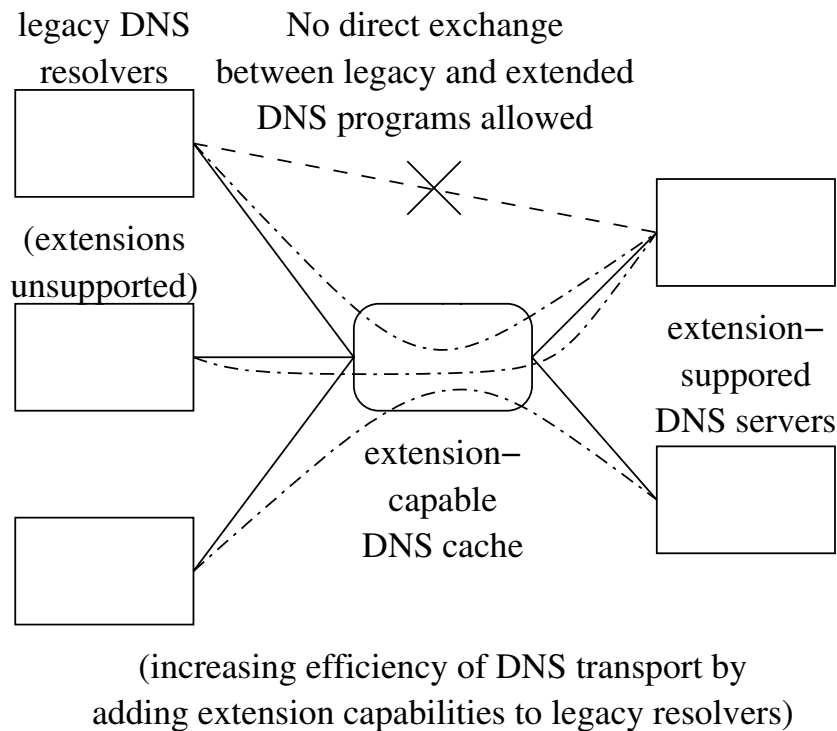 legacy DNS
resolvers
No direct exchange
between legacy and extended
DNS programs allowed
(extensions
unsupported)
extension−
suppored
DNS servers
extension−
capable
DNS cache
(increasing efficiency of DNS transport by
adding extension capabilities to legacy resolvers)